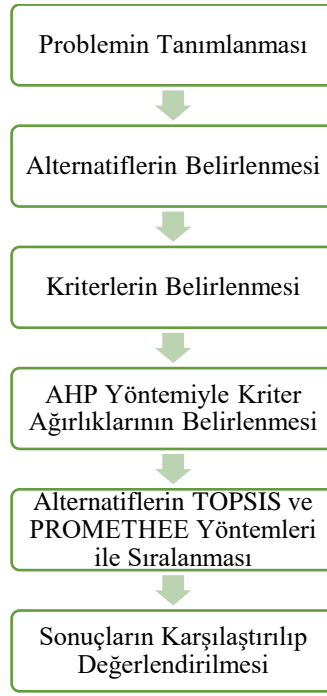 Problemin Tanımlanması
Alternatiflerin Belirlenmesi
Kriterlerin Belirlenmesi
AHP Yöntemiyle Kriter
Ağırlıklarının Belirlenmesi
Alternatiflerin TOPSIS ve
PROMETHEE Yöntemleri
ile Sıralanması
Sonuçların Karşılaştırılıp
Değerlendirilmesi